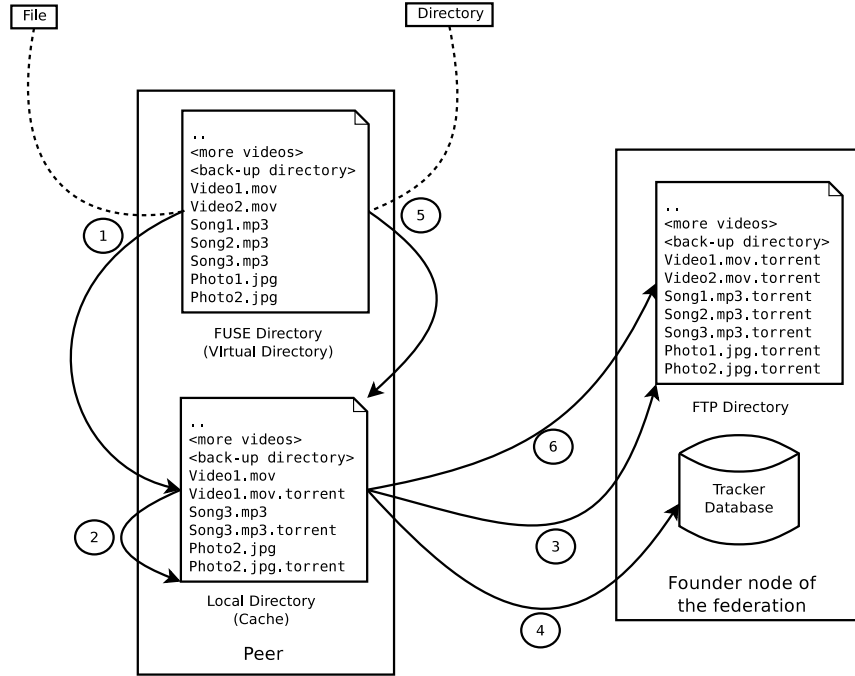 File
Directory
..
<more videos>
<back-up directory>
Video1.mov
Video2.mov
Song1.mp3
Song2.mp3
Song3.mp3
Photo1.jpg
Photo2.jpg
FUSE Directory
(Virtual Directory)
1
5
..
<more videos>
<back-up directory>
Video1.mov
Video1.mov.torrent
Song3.mp3
Song3.mp3.torrent
Photo2.jpg
Photo2.jpg.torrent
Local Directory
(Cache)
Peer
2
6
3
4
..
<more videos>
<back-up directory>
Video1.mov.torrent
Video2.mov.torrent
Song1.mp3.torrent
Song2.mp3.torrent
Song3.mp3.torrent
Photo1.jpg.torrent
Photo2.jpg.torrent
FTP Directory
Tracker
Database
Founder node of
the federation